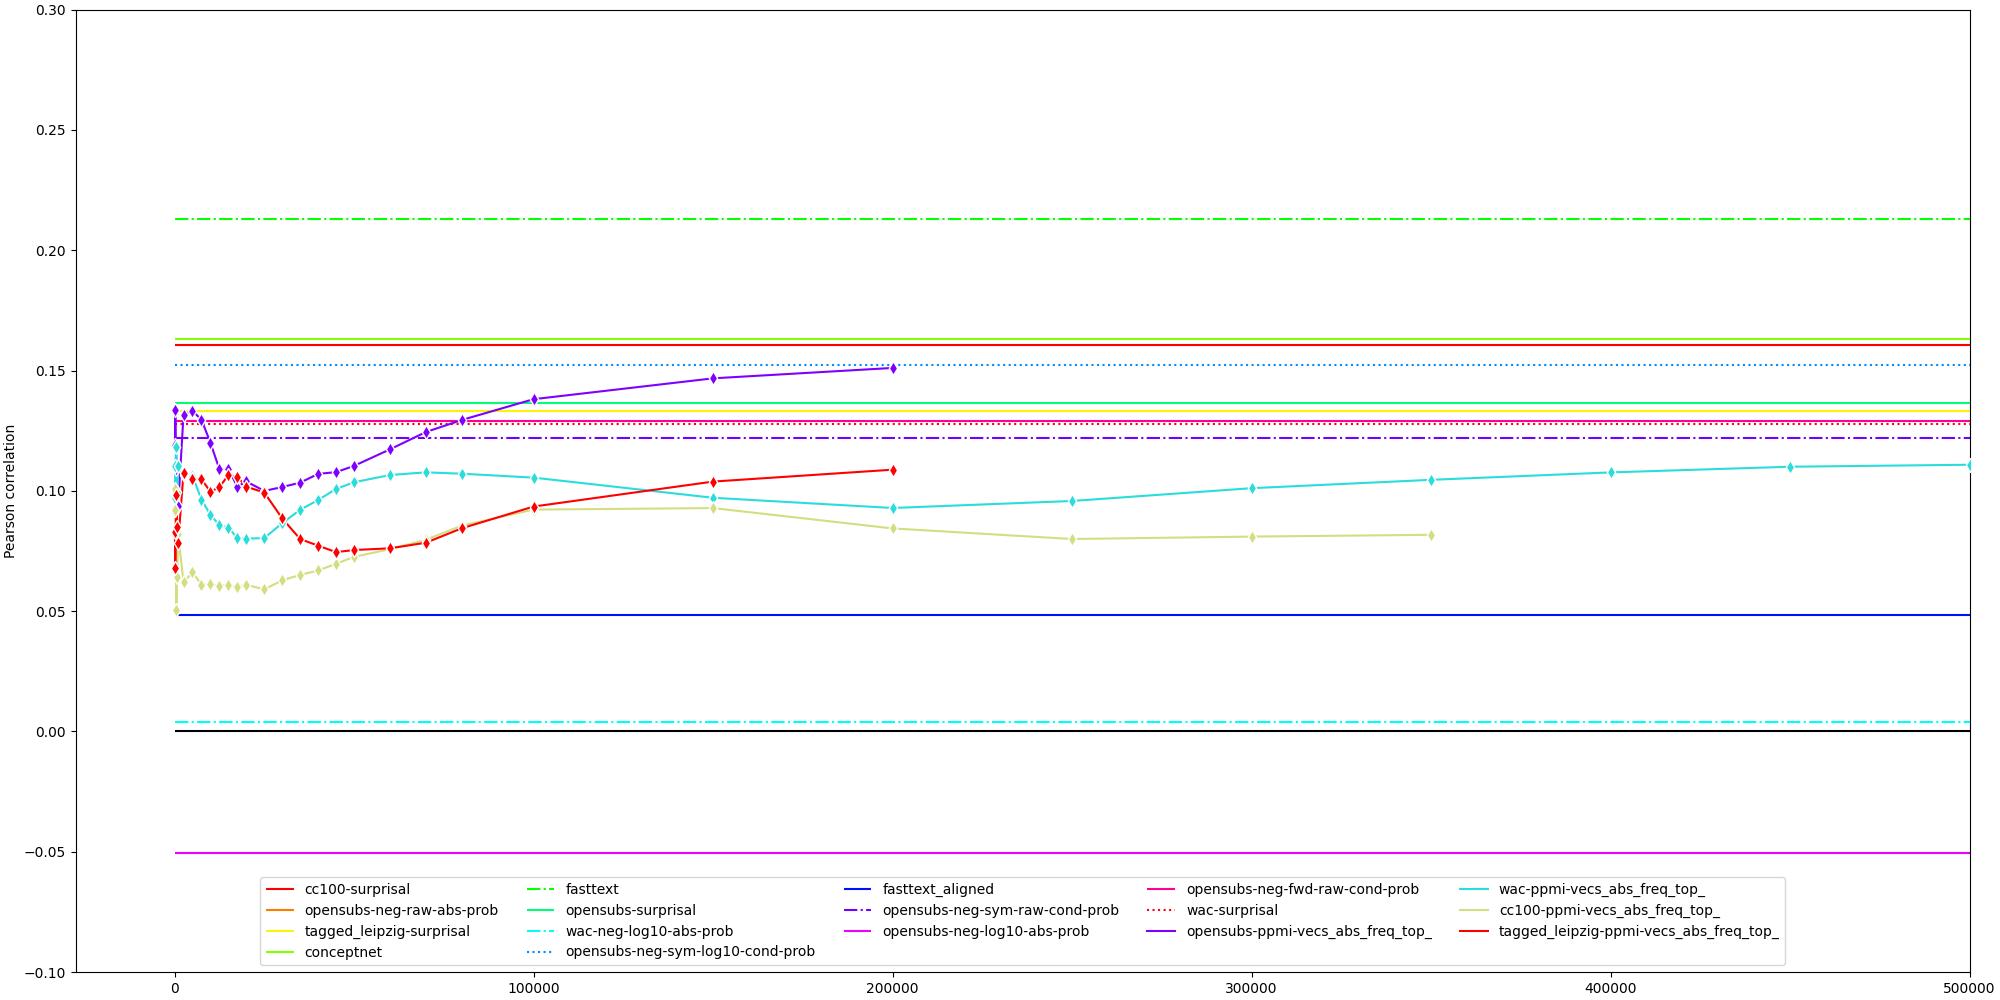 0.30
0.25
0.20
0.15
0.10
0.05
0.00
−0.05
−0.10
Pearson correlation
cc100-surprisal
opensubs-neg-raw-abs-prob
tagged_leipzig-surprisal
conceptnet
fasttext
opensubs-surprisal
wac-neg-log10-abs-prob
opensubs-neg-sym-log10-cond-prob
fasttext_aligned
opensubs-neg-sym-raw-cond-prob
opensubs-neg-log10-abs-prob
opensubs-neg-fwd-raw-cond-prob
wac-surprisal
opensubs-ppmi-vecs_abs_freq_top_
wac-ppmi-vecs_abs_freq_top_
cc100-ppmi-vecs_abs_freq_top_
tagged_leipzig-ppmi-vecs_abs_freq_top_
0
100000
200000
300000
400000
500000